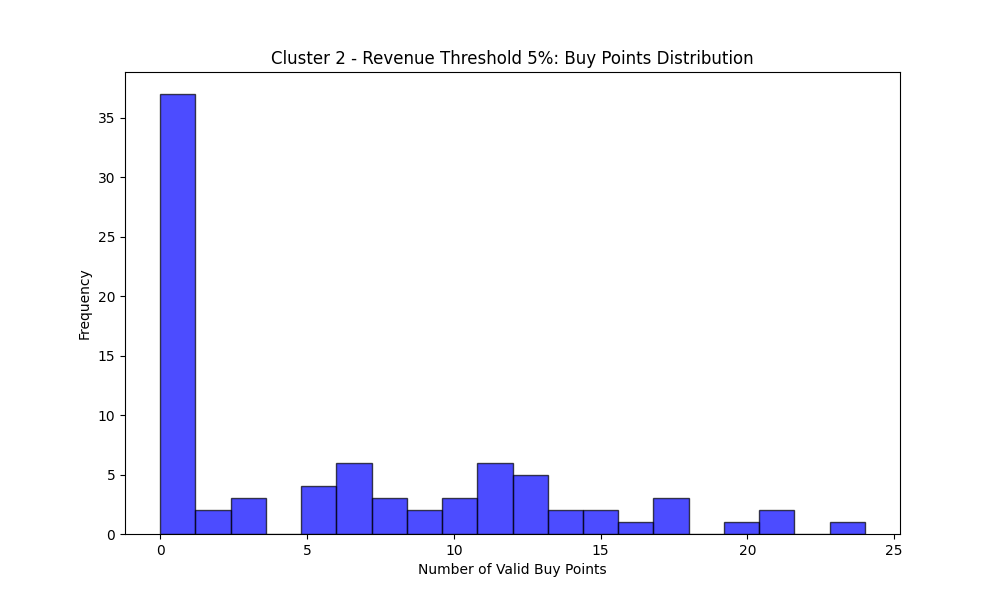 Cluster 2 - Revenue Threshold 5%: Buy Points Distribution
Frequency
35
30
25
20
15
10
5
0
0 5 10 15 20 25
Number of Valid Buy Points